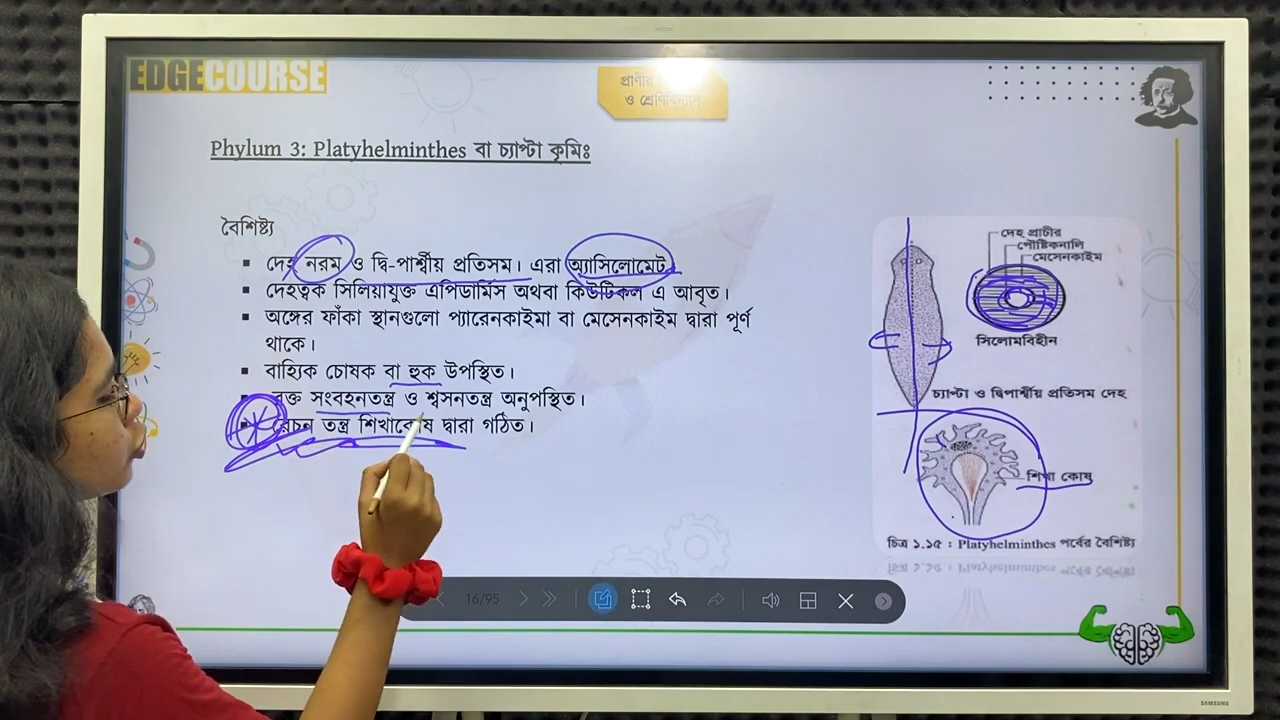 EDGECOURSE
প্রাণীর
ও শ্রেণিবিন্যাস
Phylum 3: Platyhelminthes বা চ্যাপ্টা কৃমিঃ
বৈশিষ্ট্য
▪ দেহ নরম ও দ্বি-পার্শ্বীয় প্রতিসম। এরা অ্যাসিলোমেট
▪ দেহত্বক সিলিয়াযুক্ত এপিডার্মিস অথবা কিউটিকল এ আবৃত।
▪ অঙ্গের ফাঁকা স্থানগুলো প্যারেনকাইমা বা মেসেনকাইম দ্বারা পূর্ণ
থাকে।
▪ বাহ্যিক চোষক বা হুক উপস্থিত।
রক্ত সংবহনতন্ত্র ও শ্বসনতন্ত্র অনুপস্থিত।
রেচন তন্ত্র শিখাকোষ দ্বারা গঠিত।
দেহ প্রাচীর
পৌষ্টিকনালি
মেসেনকাইম
সিলোমবিহীন
চ্যাপ্টা ও দ্বিপার্শ্বীয় প্রতিসম দেহ
শিখা কোষ
চিত্র ১.১৫ : Platyhelminthes পর্বের বৈশিষ্ট্য
16/95
SAMSUNG